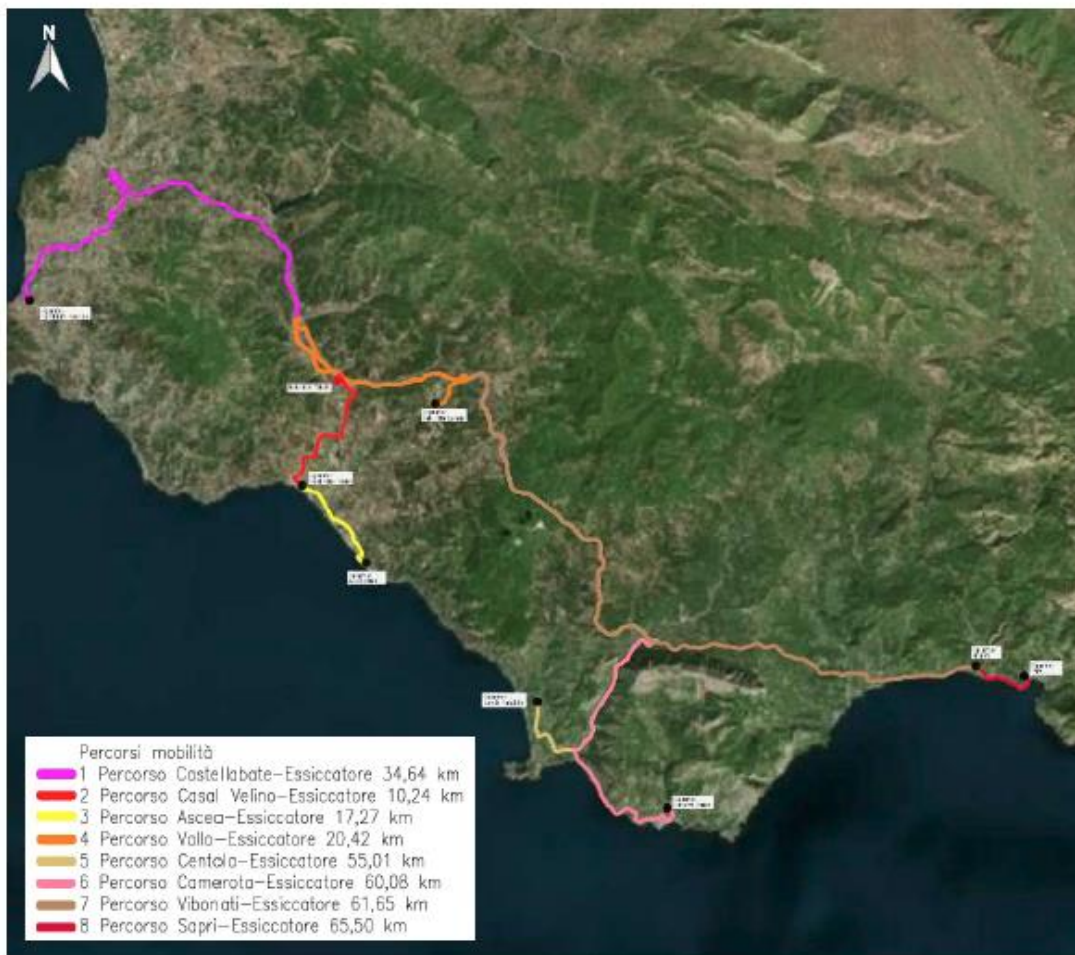 N
Percorsi mobilità
1 Percorso Castellabate-Essiccatore 34,64 km
2 Percorso Casal Velino-Essiccatore 10,24 km
3 Percorso Ascea-Essiccatore 17,27 km
4 Percorso Vallo-Essiccatore 20,42 km
5 Percorso Centola-Essiccatore 55,01 km
6 Percorso Camerota-Essiccatore 60,08 km
7 Percorso Vibonati-Essiccatore 61,65 km
8 Percorso Sapri-Essiccatore 65,50 km